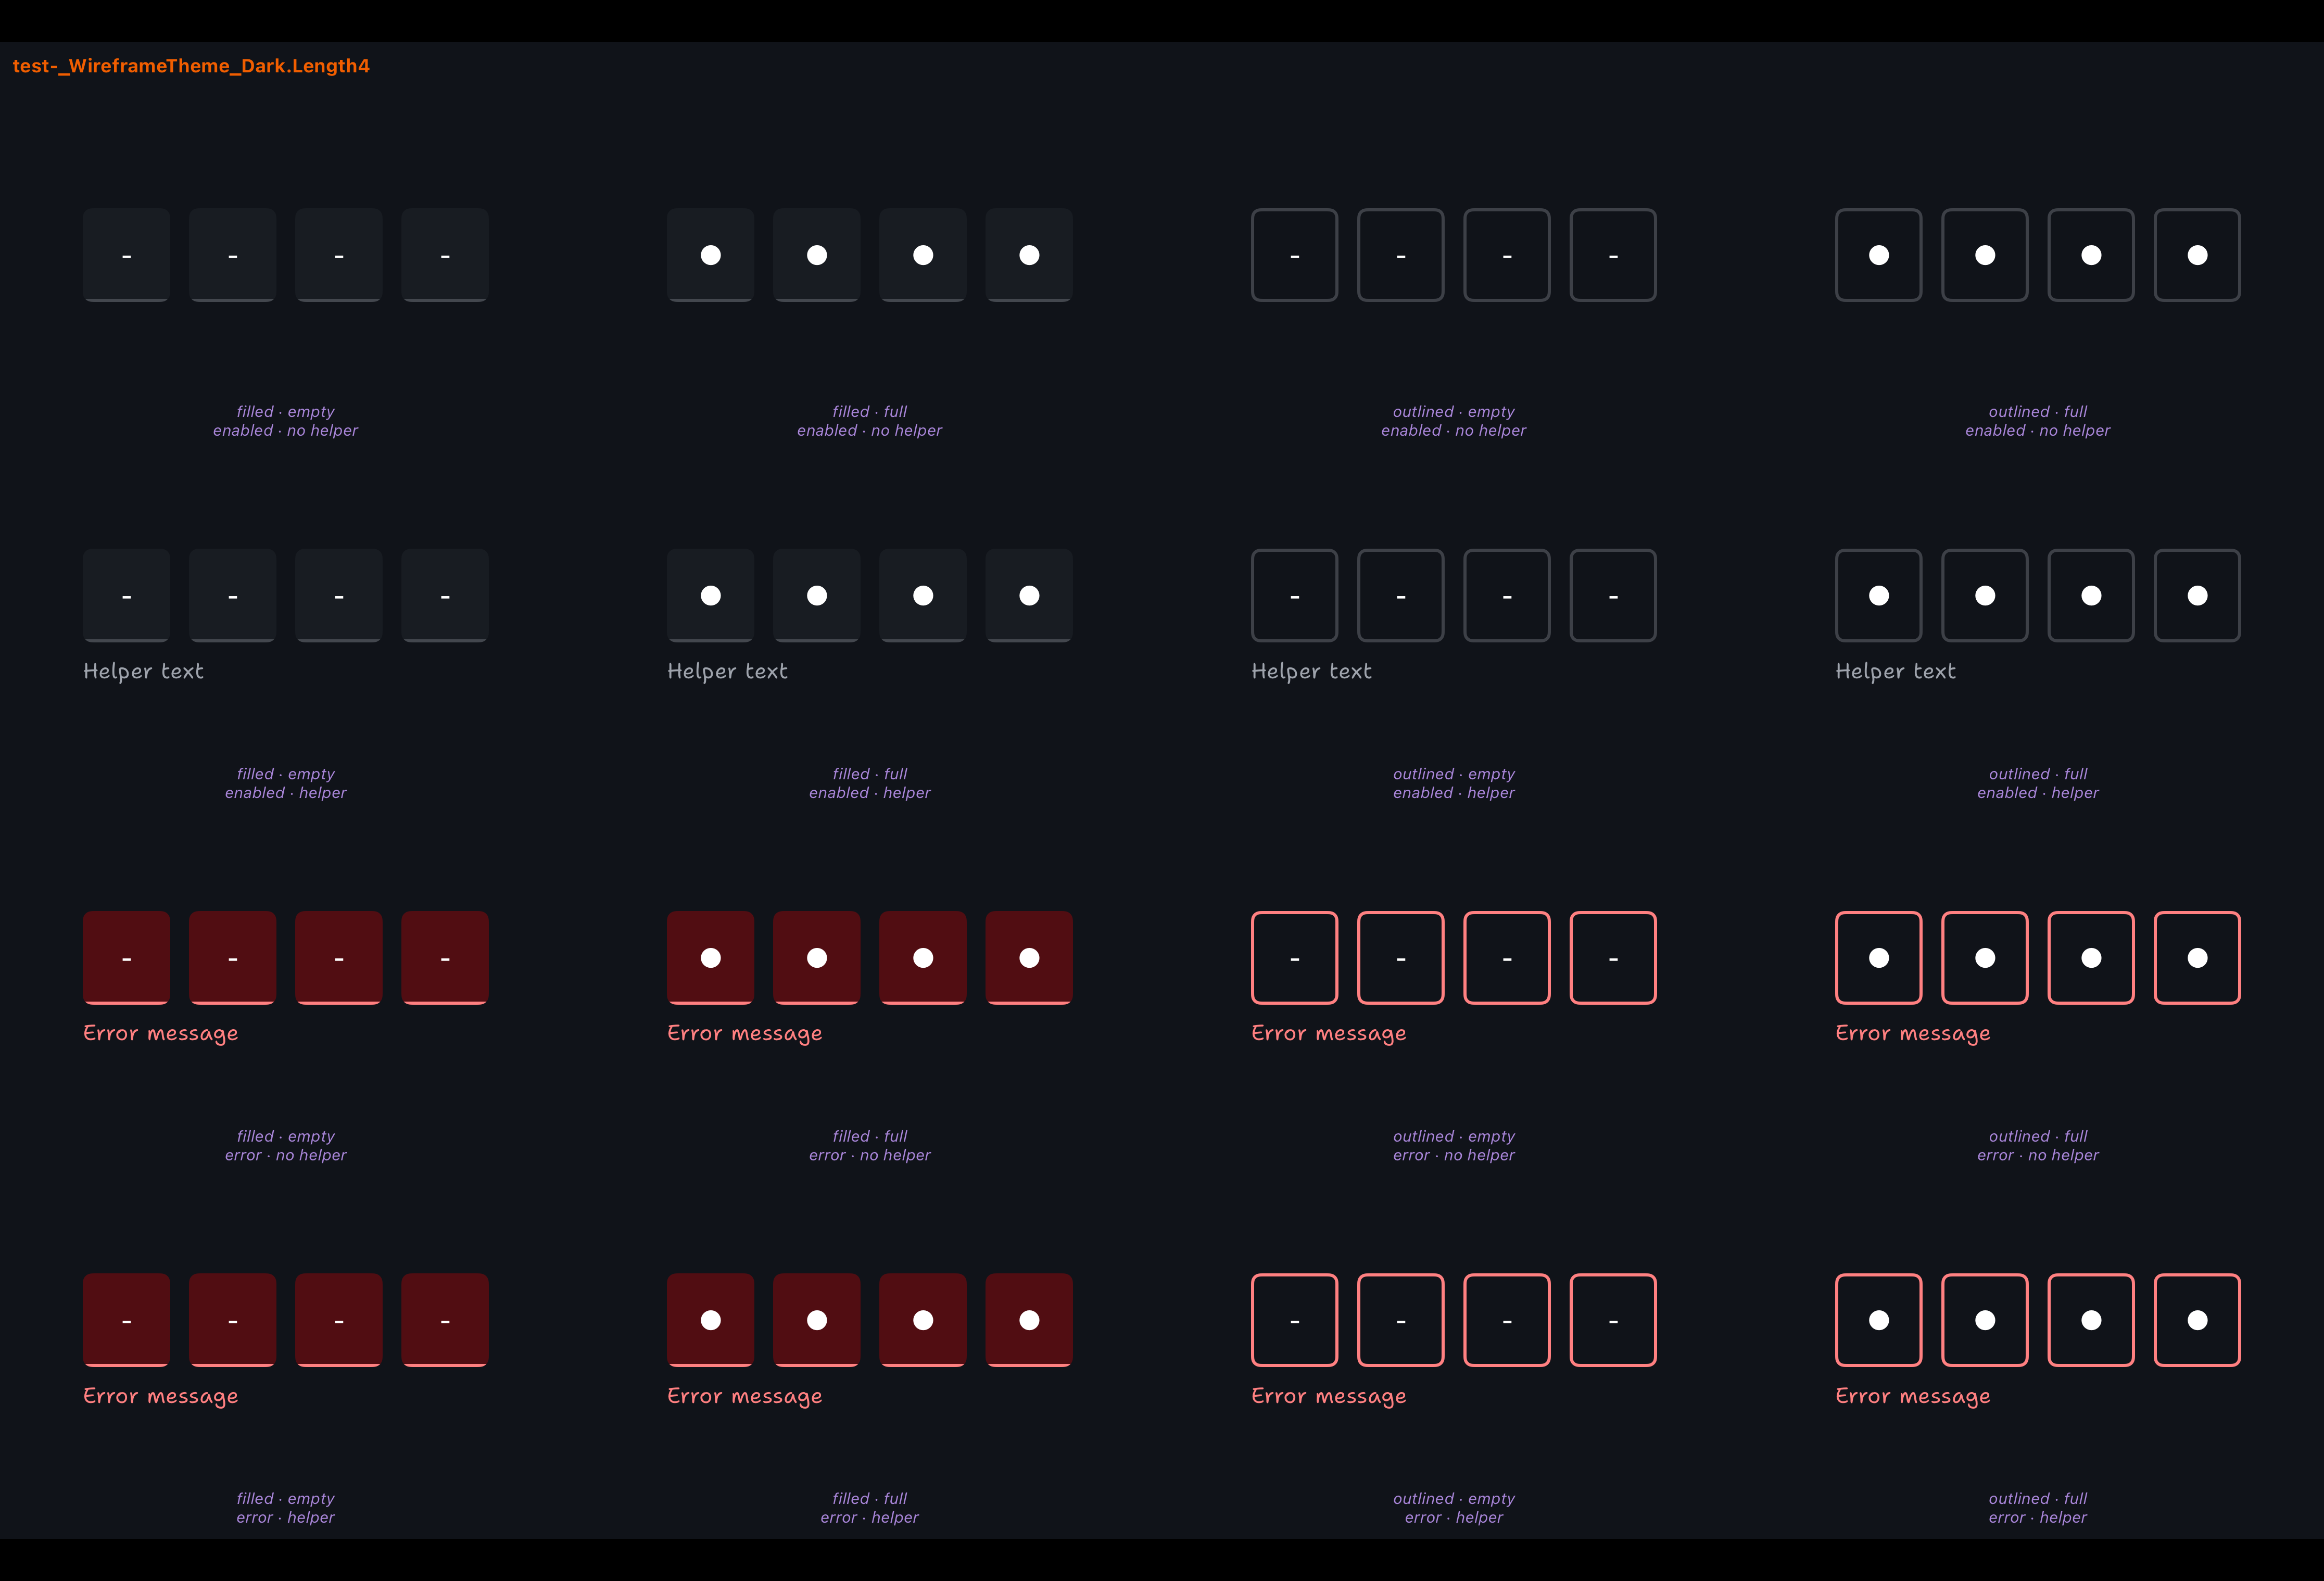 test-_WireframeTheme_Dark.Length4
- - - -
- - - -
filled · empty
enabled · no helper
filled · full
enabled · no helper
outlined · empty
enabled · no helper
outlined · full
enabled · no helper
- - - -
- - - -
Helper text
Helper text
Helper text
Helper text
filled · empty
enabled · helper
filled · full
enabled · helper
outlined · empty
enabled · helper
outlined · full
enabled · helper
- - - -
- - - -
Error message
Error message
Error message
Error message
filled · empty
error · no helper
filled · full
error · no helper
outlined · empty
error · no helper
outlined · full
error · no helper
- - - -
- - - -
Error message
Error message
Error message
Error message
filled · empty
error · helper
filled · full
error · helper
outlined · empty
error · helper
outlined · full
error · helper